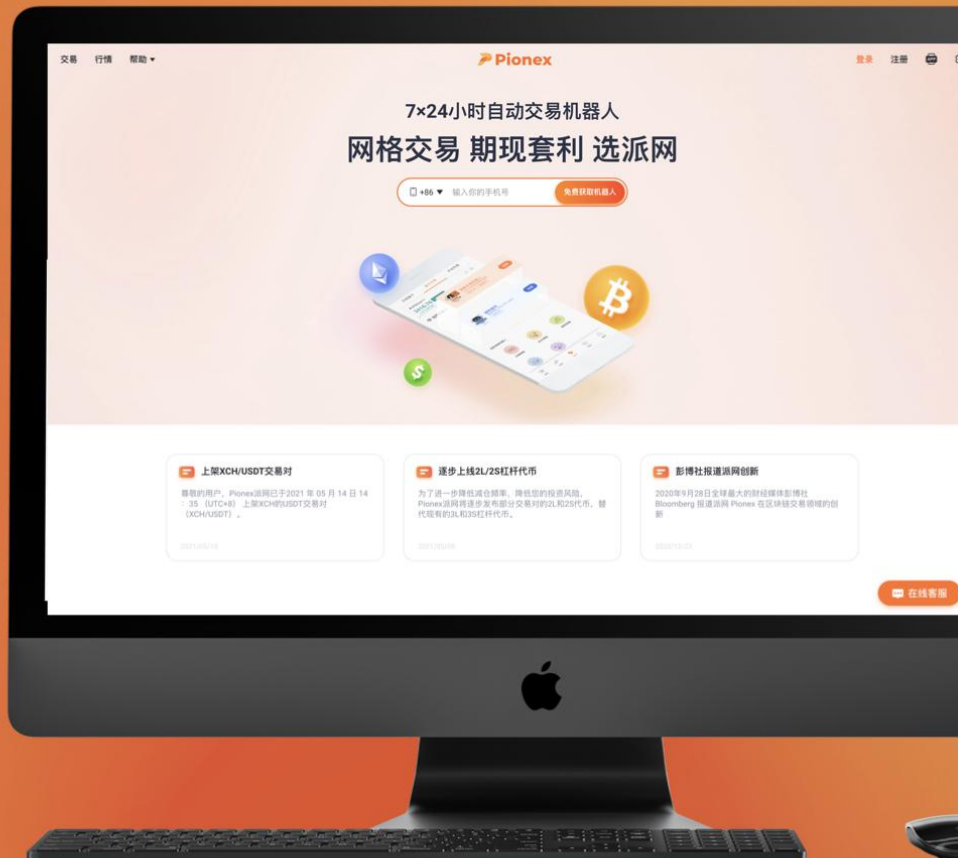 交易 行情 帮助
Pionex
登录 注册
7×24小时自动交易机器人
网格交易 期现套利 选派网
+86 输入你的手机号 免费获取机器人
上架XCH/USDT交易对
尊敬的用户，Pionex派网已于2021 年 05 月 14 日 14
：35 （UTC+8） 上架XCH的USDT交易对
（XCH/USDT）。
2021/05/14
逐步上线2L/2S杠杆代币
为了进一步降低减仓频率、降低您的投资风险，
Pionex派网将逐步发布部分交易对的2L和2S代币，替
代现有的3L和3S杠杆代币。
彭博社报道派网创新
2020年9月28日全球最大的财经媒体彭博社
Bloomberg 报道派网 Pionex 在区块链交易领域的创
新
在线客服